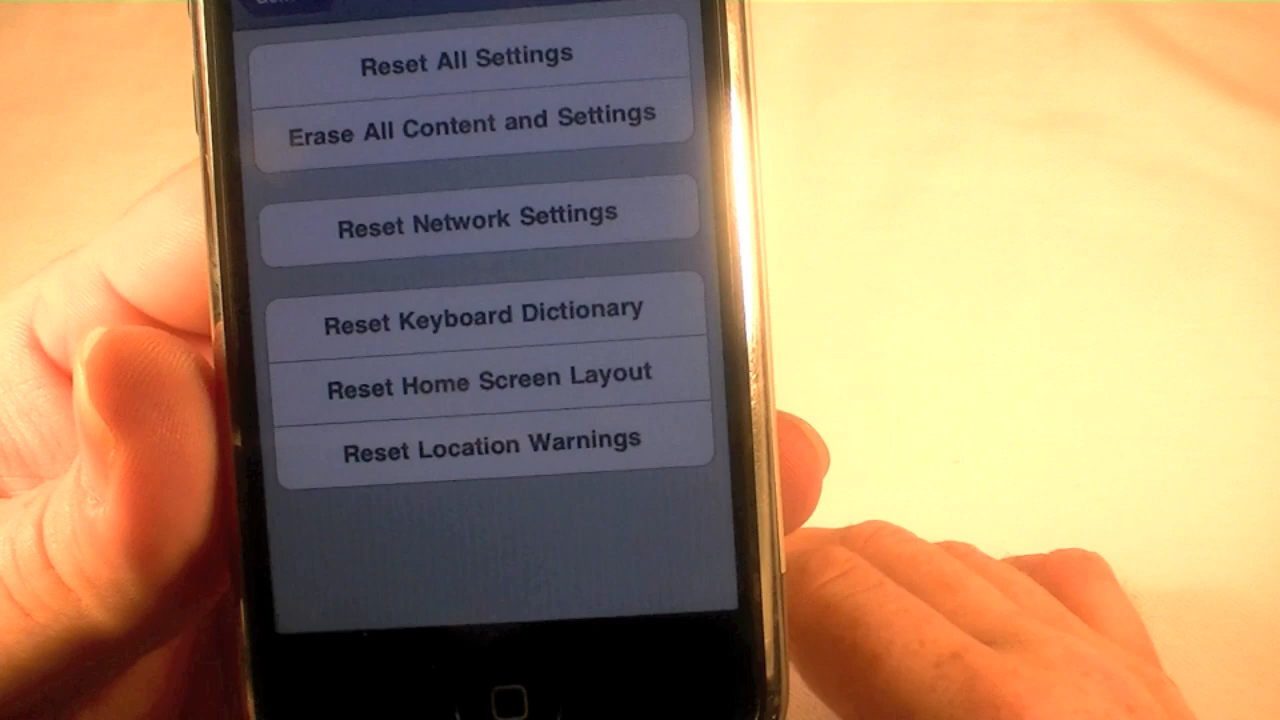 Reset All Settings
Erase All Content and Settings
Reset Network Settings
Reset Keyboard Dictionary
Reset Home Screen Layout
Reset Location Warnings